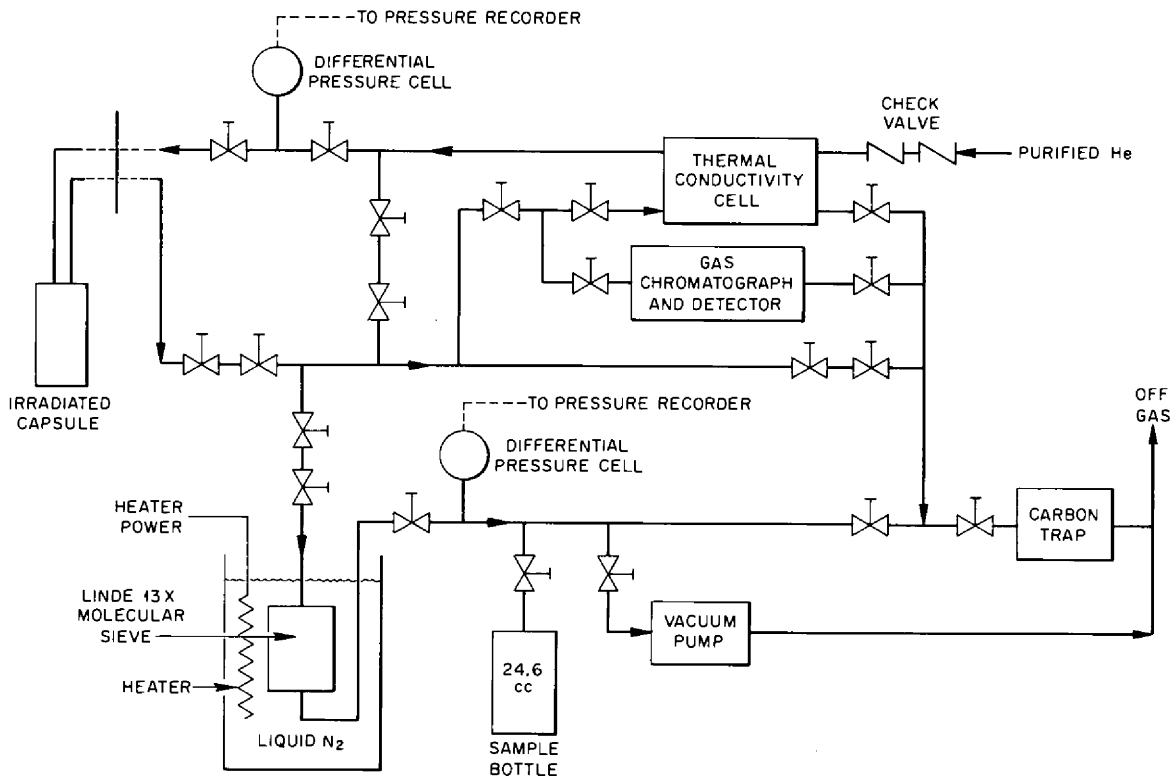 TO PRESSURE RECORDER
DIFFERENTIAL
PRESSURE CELL
CHECK
VALVE
PURIFIED He
THERMAL
CONDUCTIVITY
CELL
GAS
CHROMATOGRAPH
AND DETECTOR
IRRADIATED
CAPSULE
TO PRESSURE RECORDER
DIFFERENTIAL
PRESSURE CELL
OFF
GAS
HEATER
POWER
CARBON
TRAP
LINDE 13X
MOLECULAR
SIEVE
VACUUM
PUMP
HEATER
24.6
cc
LIQUID N₂
SAMPLE
BOTTLE